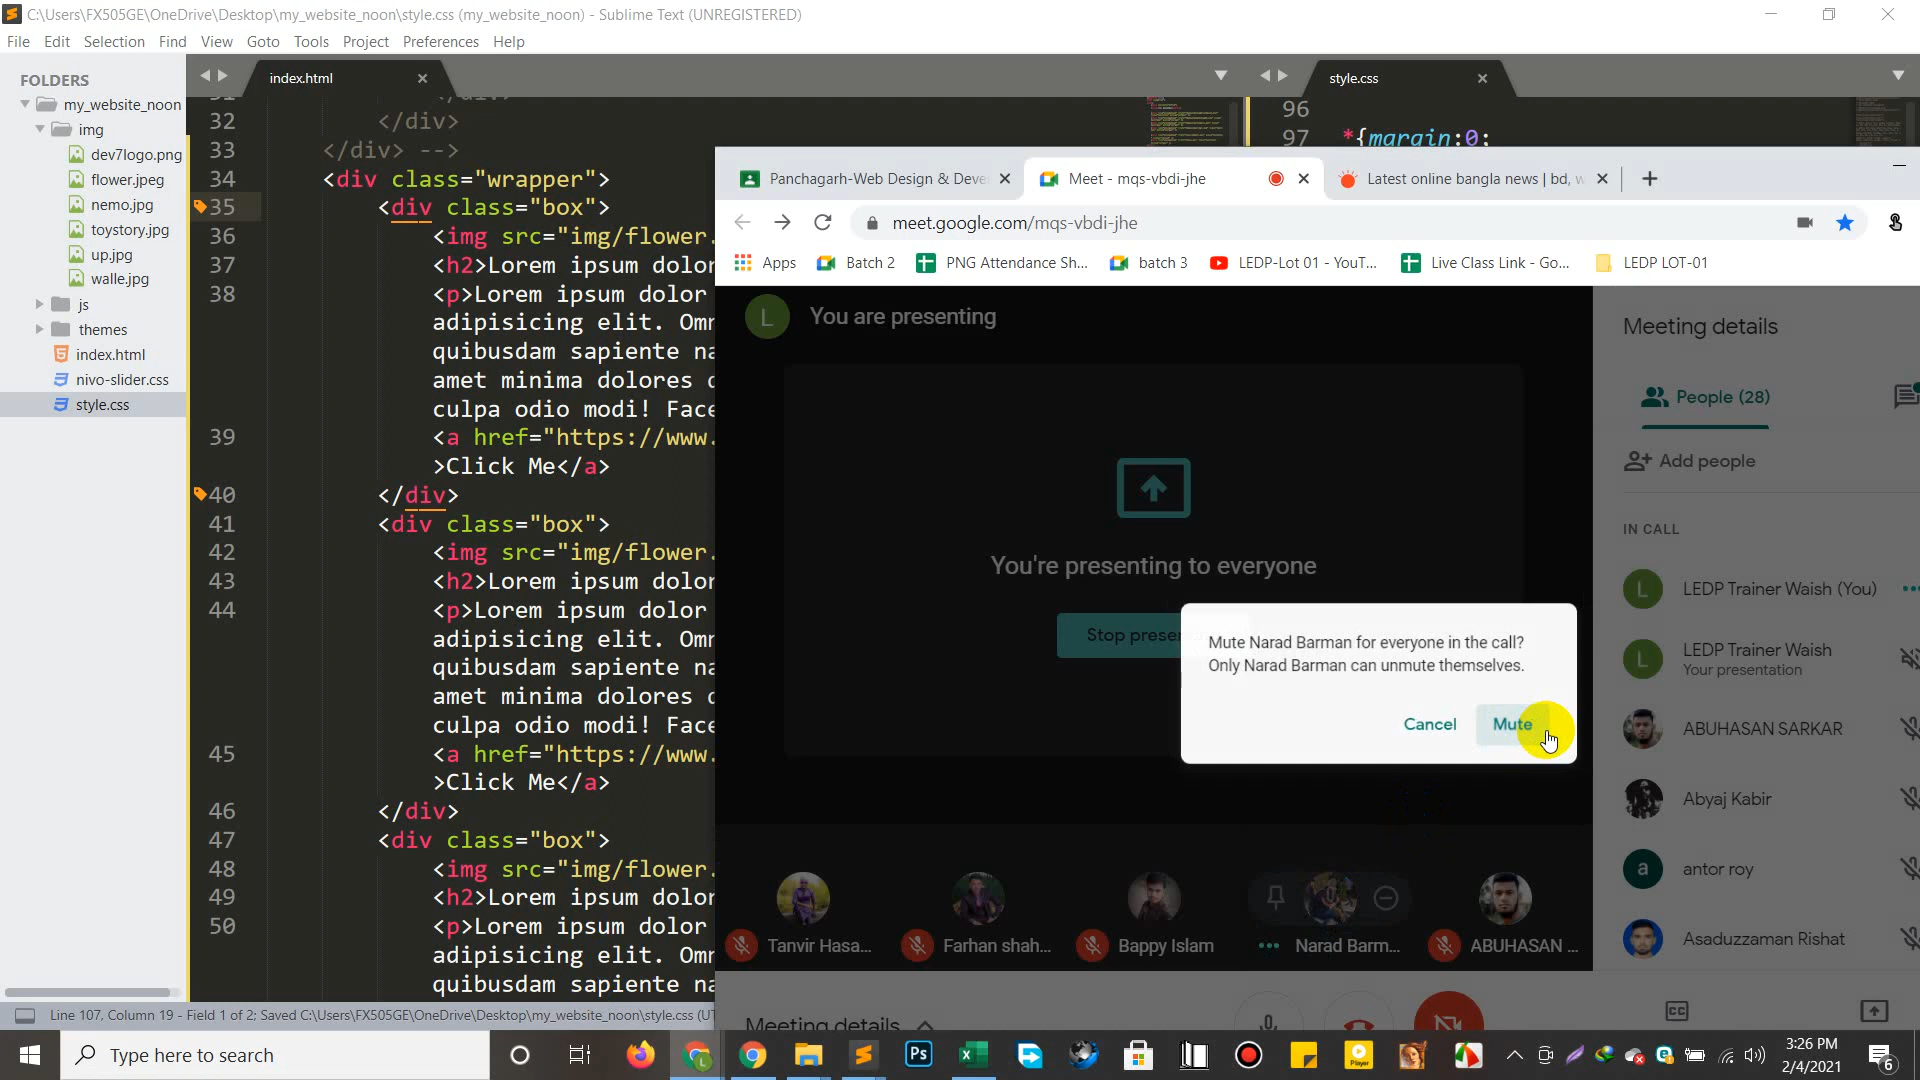 C:\Users\FX505GE\OneDrive\Desktop\my_website_noon\style.css (my_website_noon) - Sublime Text (UNREGISTERED)
File Edit Selection Find View Goto Tools Project Preferences Help
FOLDERS
my_website_noon
img
dev7logo.png
flower.jpeg
nemo.jpg
toystory.jpg
up.jpg
walle.jpg
js
themes
index.html
nivo-slider.css
style.css
index.html
32 </div>
33 </div> -->
34 <div class="wrapper">
35 <div class="box">
36 <img src="img/flower.
37 <h2>Lorem ipsum dolor
38 <p>Lorem ipsum dolor
adipisicing elit. Omn
quibusdam sapiente na
amet minima dolores
culpa odio modi! Face
39 <a href="https://www.
>Click Me</a>
40 </div>
41 <div class="box">
42 <img src="img/flower.
43 <h2>Lorem ipsum dolor
44 <p>Lorem ipsum dolor
adipisicing elit. Omn
quibusdam sapiente na
amet minima dolores
culpa odio modi! Face
45 <a href="https://www.
>Click Me</a>
46 </div>
47 <div class="box">
48 <img src="img/flower.
49 <h2>Lorem ipsum dolor
50 <p>Lorem ipsum dolor
adipisicing elit. Omn
quibusdam sapiente na
style.css
96
97 *{margin:0;
Panchagarh-Web Design & Deve
Meet - mqs-vbdi-jhe
Latest online bangla news | bd, w
meet.google.com/mqs-vbdi-jhe
Apps Batch 2 PNG Attendance Sh... batch 3 LEDP-Lot 01 - YouT... Live Class Link - Go... LEDP LOT-01
L You are presenting
You're presenting to everyone
Stop prese
Mute Narad Barman for everyone in the call?
Only Narad Barman can unmute themselves.
Cancel Mute
Tanvir Hasa... Farhan shah... Bappy Islam Narad Barm... ABUHASAN ...
Meeting details
Meeting details
People (28)
Add people
IN CALL
L LEDP Trainer Waish (You)
L LEDP Trainer Waish
Your presentation
ABUHASAN SARKAR
Abyaj Kabir
a antor roy
Asaduzzaman Rishat
CC
Line 107, Column 19 - Field 1 of 2; Saved C:\Users\FX505GE\OneDrive\Desktop\my_website_noon\style.css (UT
Type here to search
L
Ps
Player
3:26 PM
2/4/2021
6